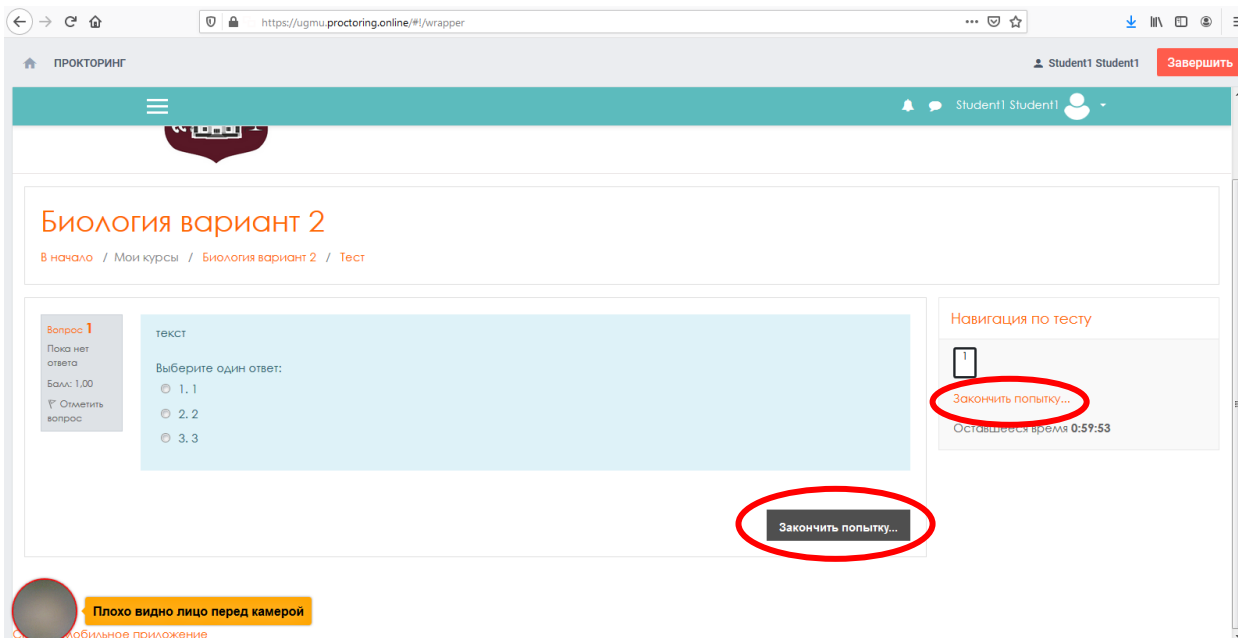 https://ugmu.proctoring.online/#!/wrapper
ПРОКТОРИНГ
Student1 Student1
Завершить
Student1 Student1
Биология вариант 2
В начало / Мои курсы / Биология вариант 2 / Тест
Вопрос 1
Пока нет
ответа
Балл: 1,00
Отметить
вопрос
текст
Выберите один ответ:
1. 1
2. 2
3. 3
Закончить попытку...
Навигация по тесту
1
Закончить попытку...
Оставшееся время 0:59:53
Плохо видно лицо перед камерой
мобильное приложение